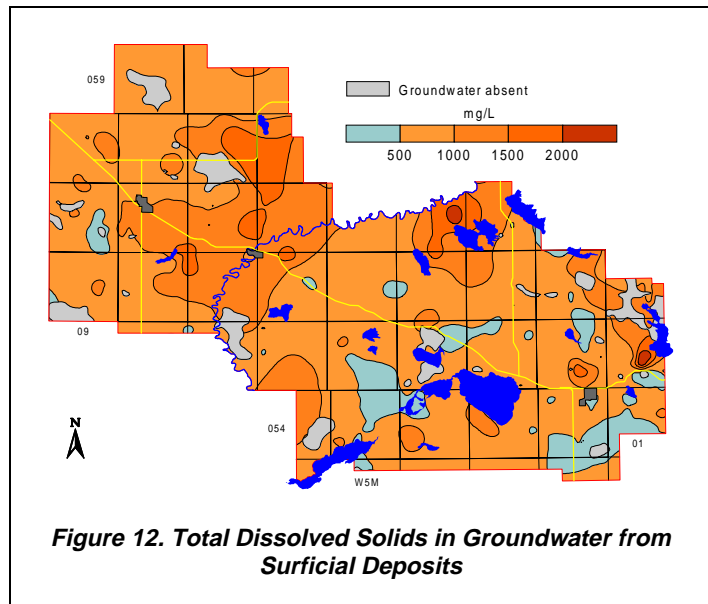 059
Groundwater absent
mg/L
500 1000 1500 2000
09
054
01
N
W5M
Figure 12. Total Dissolved Solids in Groundwater from
Surficial Deposits